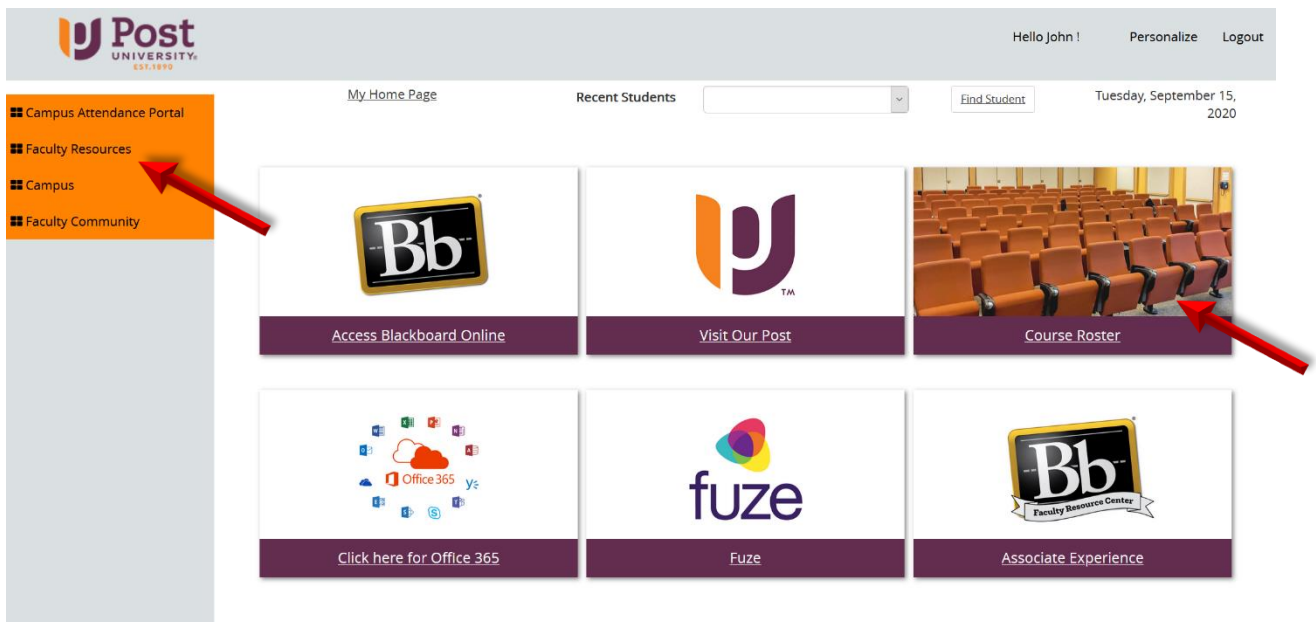 Post
UNIVERSITY®
EST.1890
Hello John !
Personalize
Logout
Campus Attendance Portal
Faculty Resources
Campus
Faculty Community
My Home Page
Recent Students
Find Student
Tuesday, September 15,
2020
Bb
Access Blackboard Online
TM
Visit Our Post
Course Roster
Office 365
Click here for Office 365
fuze
Fuze
Bb
Faculty Resource Center
Associate Experience